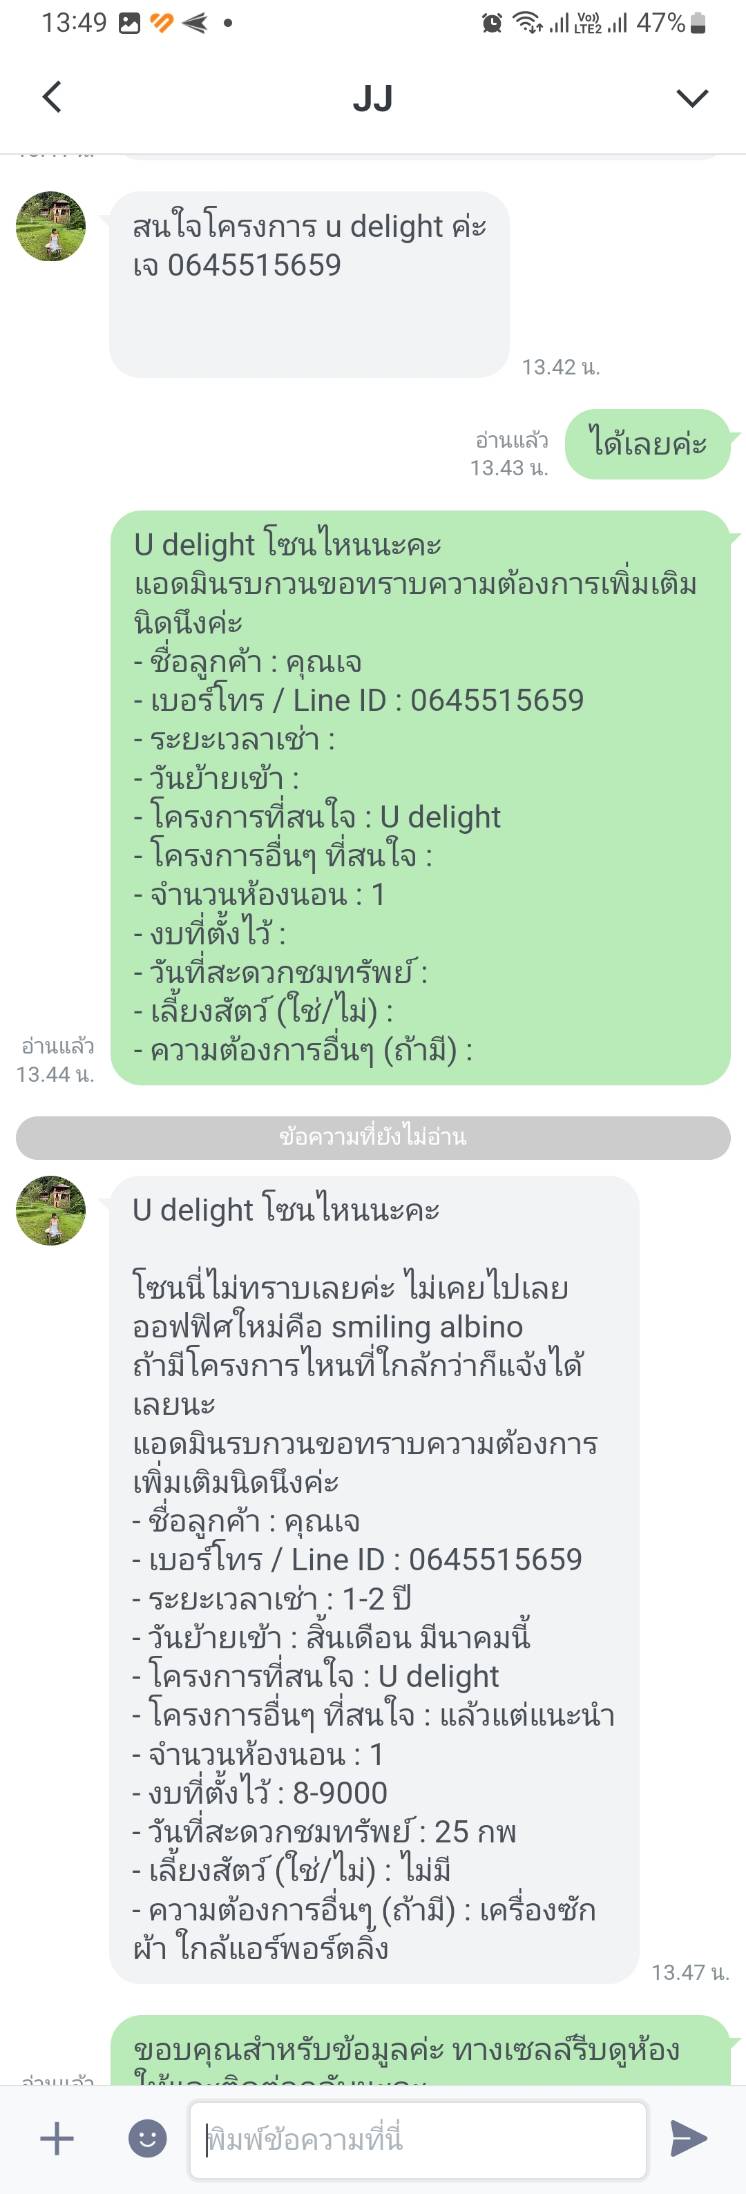 13:49
Vo))
LTE2
47%
JJ
สนใจโครงการ u delight ค่ะ
เจ 0645515659
13.42 น.
ได้เลยค่ะ
อ่านแล้ว
13.43 น.
U delight โซนไหนนะคะ
แอดมินรบกวนขอทราบความต้องการเพิ่มเติม
นิดนึงค่ะ
- ชื่อลูกค้า : คุณเจ
- เบอร์โทร / Line ID : 0645515659
- ระยะเวลาเช่า :
- วันย้ายเข้า :
- โครงการที่สนใจ : U delight
- โครงการอื่นๆ ที่สนใจ :
- จำนวนห้องนอน : 1
- งบที่ตั้งไว้ :
- วันที่สะดวกชมทรัพย์ :
- เลี้ยงสัตว์ (ใช่/ไม่) :
- ความต้องการอื่นๆ (ถ้ามี) :
อ่านแล้ว
13.44 น.
ข้อความที่ยังไม่อ่าน
U delight โซนไหนนะคะ
โซนนี่ไม่ทราบเลยค่ะ ไม่เคยไปเลย
ออฟฟิศใหม่คือ smiling albino
ถ้ามีโครงการไหนที่ใกล้กว่าก็แจ้งได้
เลยนะ
แอดมินรบกวนขอทราบความต้องการ
เพิ่มเติมนิดนึงค่ะ
- ชื่อลูกค้า : คุณเจ
- เบอร์โทร / Line ID : 0645515659
- ระยะเวลาเช่า : 1-2 ปี
- วันย้ายเข้า : สิ้นเดือน มีนาคมนี้
- โครงการที่สนใจ : U delight
- โครงการอื่นๆ ที่สนใจ : แล้วแต่แนะนำ
- จำนวนห้องนอน : 1
- งบที่ตั้งไว้ : 8-9000
- วันที่สะดวกชมทรัพย์ : 25 กพ
- เลี้ยงสัตว์ (ใช่/ไม่) : ไม่มี
- ความต้องการอื่นๆ (ถ้ามี) : เครื่องซัก
ผ้า ใกล้แอร์พอร์ตลิ้ง
13.47 น.
ขอบคุณสำหรับข้อมูลค่ะ ทางเซลล์รีบดูห้อง
พิมพ์ข้อความที่นี่